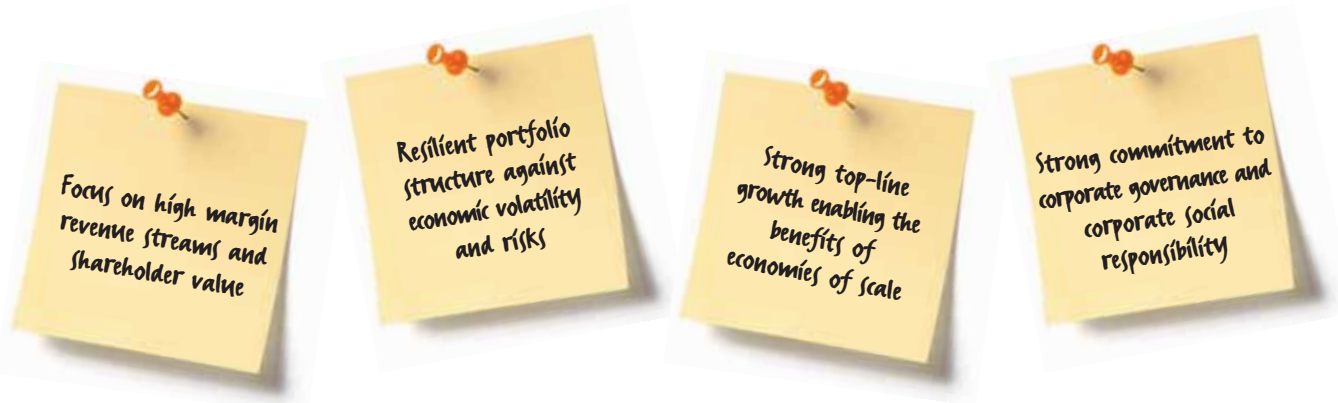 Focus on high margin
revenue streams and
shareholder value
Resilient portfolio
structure against
economic volatility
and risks
Strong top-line
growth enabling the
benefits of
economies of scale
Strong commitment to
corporate governance and
corporate social
responsibility